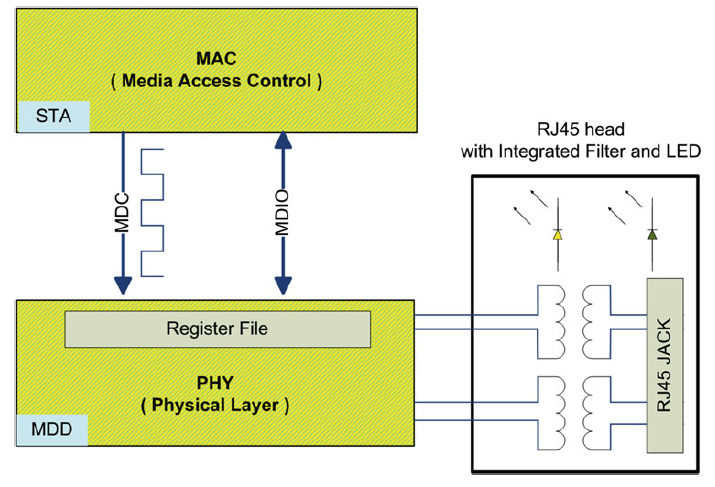 MAC
( Media Access Control )
STA
RJ45 head
with Integrated Filter and LED
MDC
MDIO
Register File
PHY
( Physical Layer )
MDD
RJ45 JACK